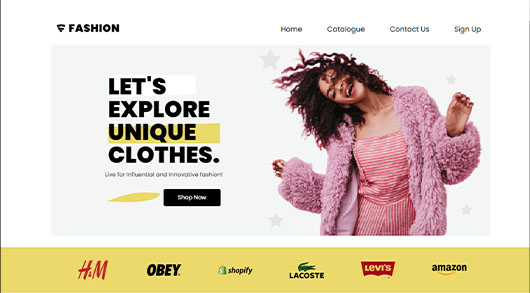 FASHION
Home Catalogue Contact Us Sign Up
LET'S
EXPLORE
UNIQUE
CLOTHES.
Live for Influential and Innovative fashion!
Shop Now
H&M OBEY shopify LACOSTE LEVI'S amazon